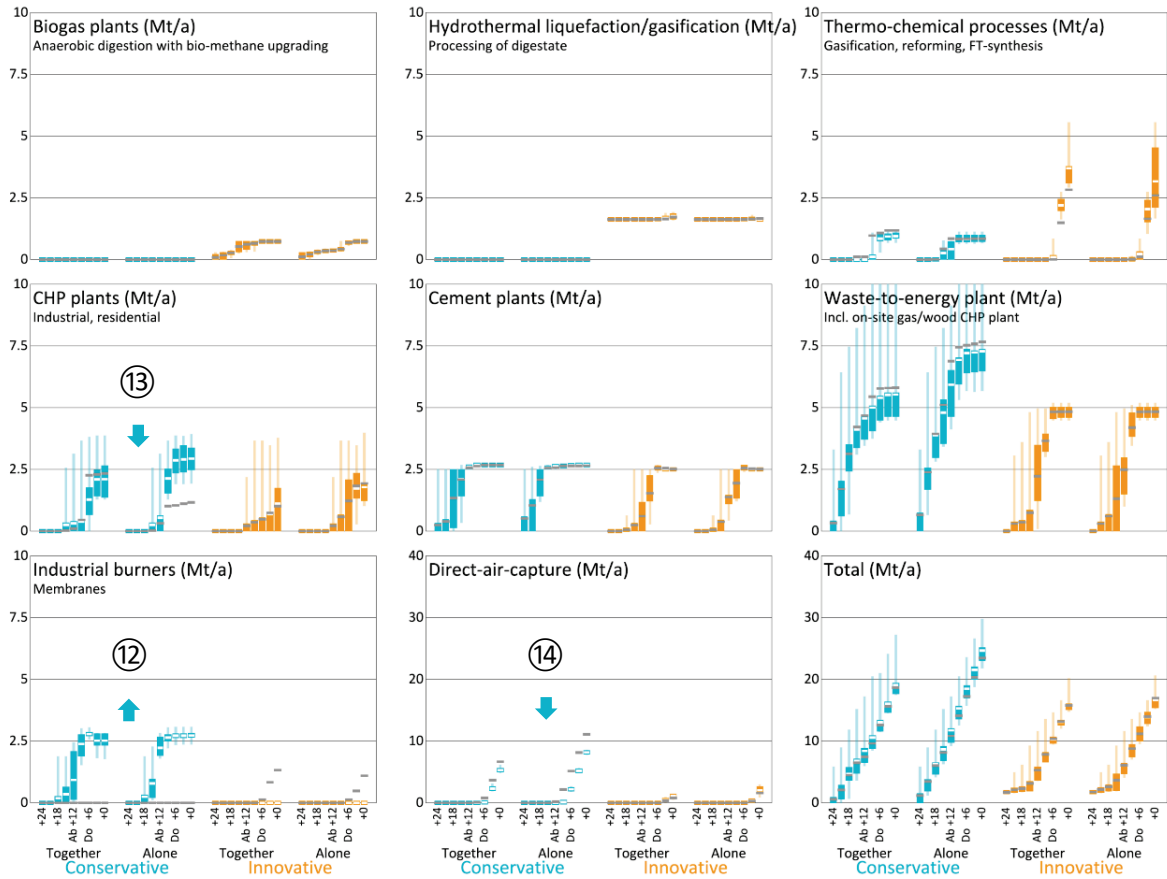 Biogas plants (Mt/a)
Anaerobic digestion with bio-methane upgrading
10
7.5
5
2.5
0
Hydrothermal liquefaction/gasification (Mt/a)
Processing of digestate
10
7.5
5
2.5
0
Thermo-chemical processes (Mt/a)
Gasification, reforming, FT-synthesis
10
7.5
5
2.5
0
CHP plants (Mt/a)
Industrial, residential
10
7.5
5
2.5
0
13
Cement plants (Mt/a)
10
7.5
5
2.5
0
Waste-to-energy plant (Mt/a)
Incl. on-site gas/wood CHP plant
10
7.5
5
2.5
0
Industrial burners (Mt/a)
Membranes
10
7.5
5
2.5
0
12
+24 +18 Ab +12 Do +6 +0 +24 +18 Ab +12 Do +6 +0 +24 +18 Ab +12 Do +6 +0 +24 +18 Ab +12 Do +6 +0
Together Alone Together Alone
Conservative Innovative
Direct-air-capture (Mt/a)
40
30
20
10
0
14
+24 +18 Ab +12 Do +6 +0 +24 +18 Ab +12 Do +6 +0 +24 +18 Ab +12 Do +6 +0 +24 +18 Ab +12 Do +6 +0
Together Alone Together Alone
Conservative Innovative
Total (Mt/a)
40
30
20
10
0
+24 +18 Ab +12 Do +6 +0 +24 +18 Ab +12 Do +6 +0 +24 +18 Ab +12 Do +6 +0 +24 +18 Ab +12 Do +6 +0
Together Alone Together Alone
Conservative Innovative